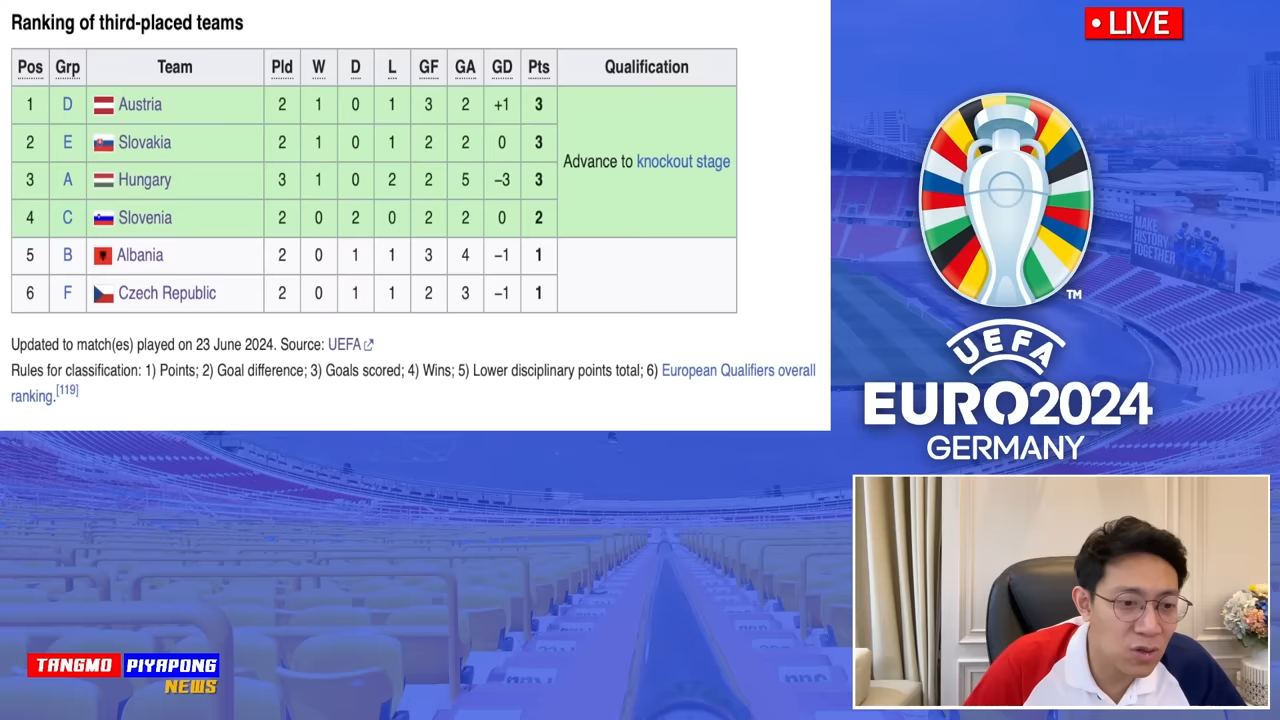 Ranking of third-placed teams
Pos Grp Team Pld W D L GF GA GD Pts Qualification
1 D Austria 2 1 0 1 3 2 +1 3
2 E Slovakia 2 1 0 1 2 2 0 3
Advance to knockout stage
3 A Hungary 3 1 0 2 2 5 −3 3
4 C Slovenia 2 0 2 0 2 2 0 2
5 B Albania 2 0 1 1 3 4 −1 1
6 F Czech Republic 2 0 1 1 2 3 −1 1
Updated to match(es) played on 23 June 2024. Source: UEFA
Rules for classification: 1) Points; 2) Goal difference; 3) Goals scored; 4) Wins; 5) Lower disciplinary points total; 6) European Qualifiers overall
ranking.[119]
• LIVE
MAKE
HISTORY
TOGETHER
TM
UEFA
EURO2024
GERMANY
TANGMO PIYAPONG
NEWS